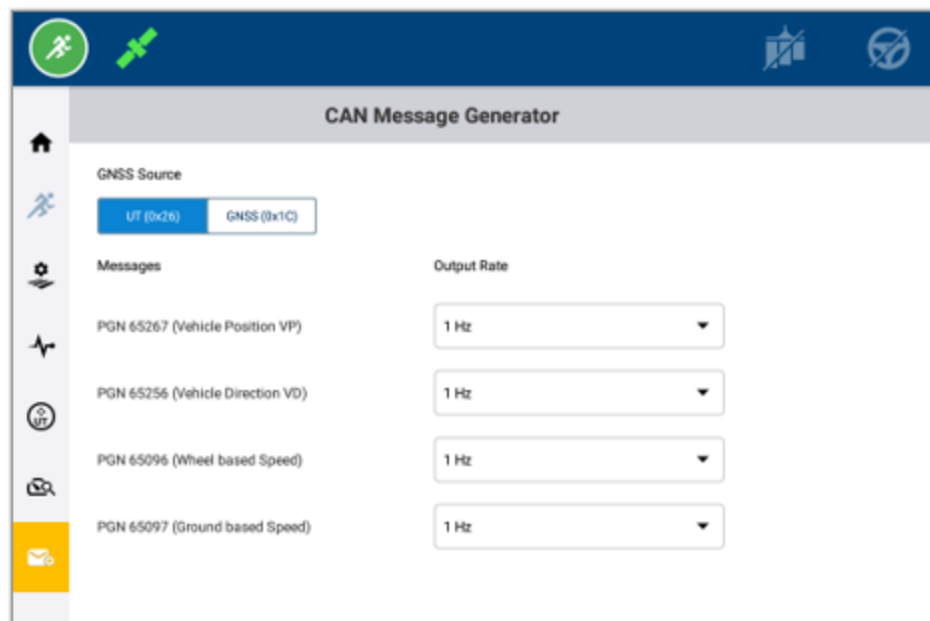 CAN Message Generator
GNSS Source
UT (0x26) GNSS (0x1C)
Messages Output Rate
PGN 65267 (Vehicle Position VP) 1 Hz
PGN 65256 (Vehicle Direction VD) 1 Hz
PGN 65096 (Wheel based Speed) 1 Hz
UT
PGN 65097 (Ground based Speed) 1 Hz